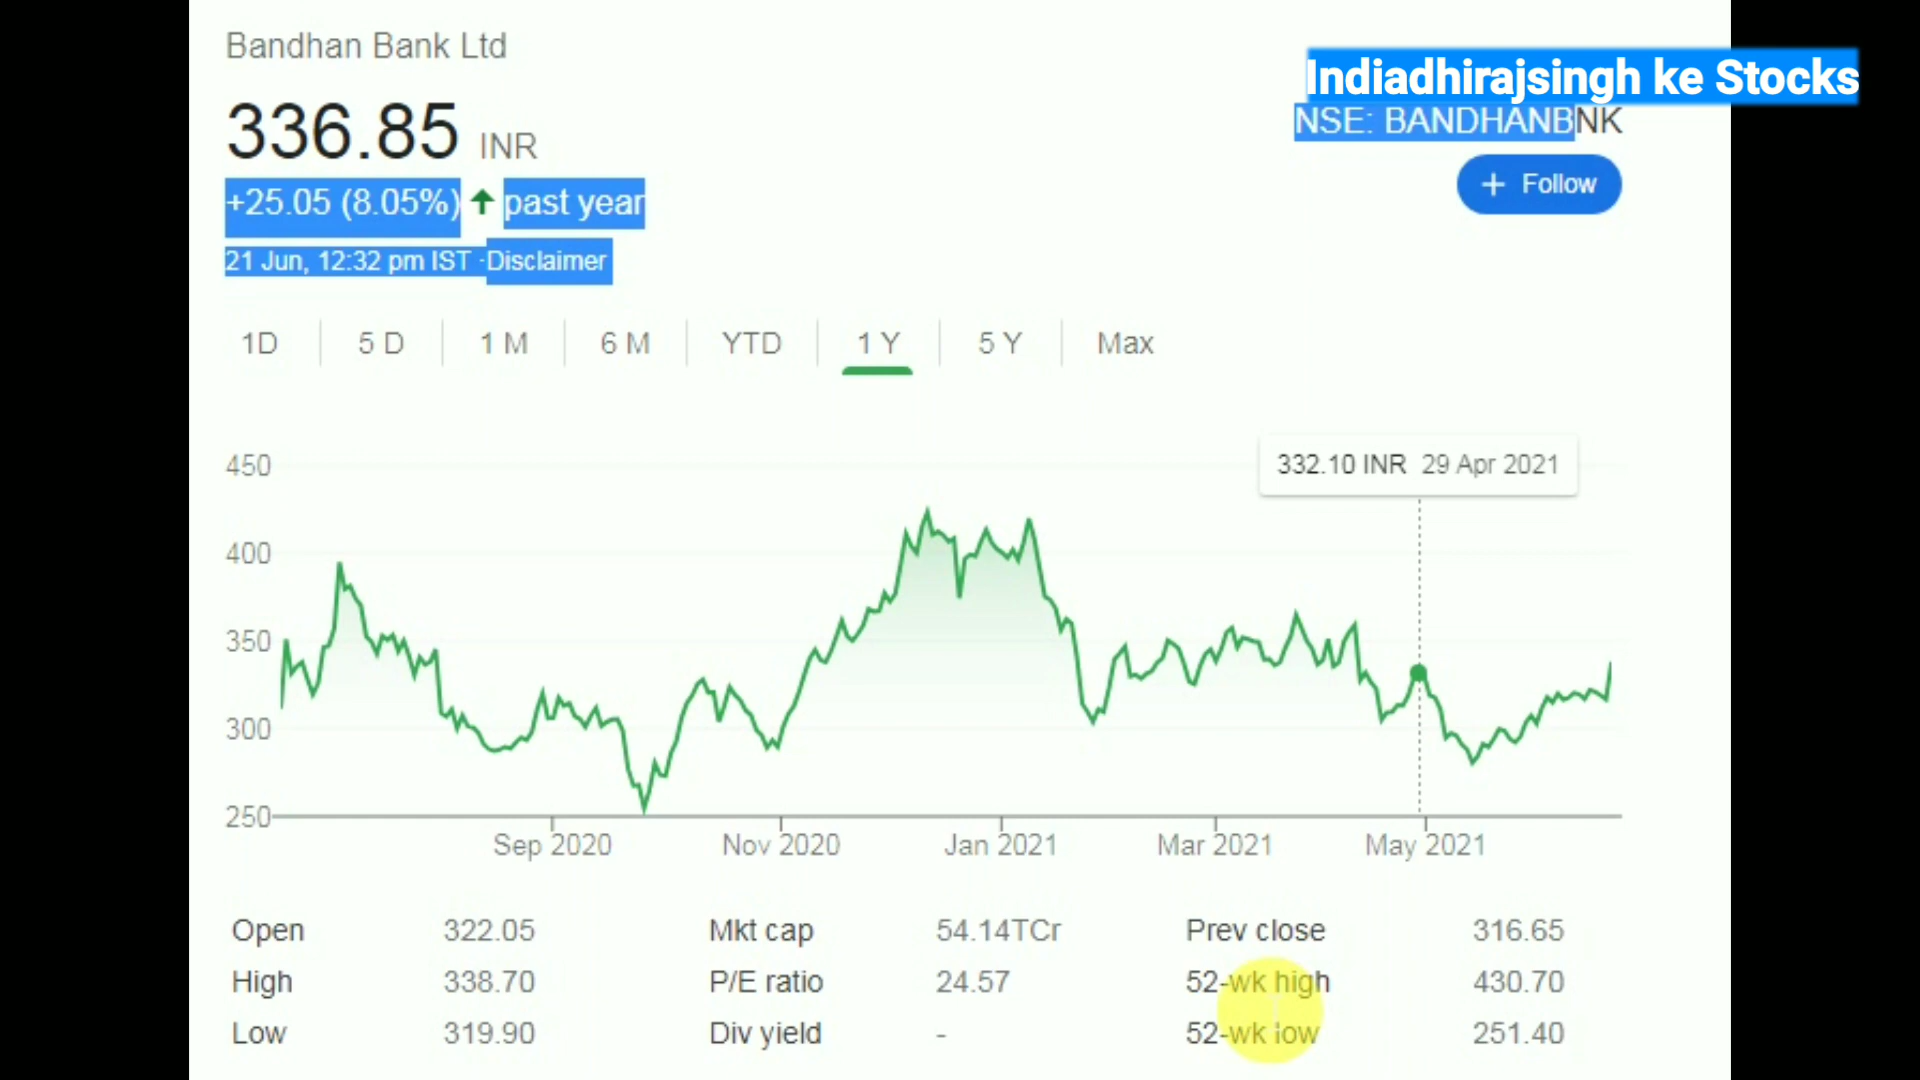 Bandhan Bank Ltd
Indiadhirajsingh ke Stocks
336.85 INR
NSE: BANDHANBNK
+25.05 (8.05%) past year
+ Follow
21 Jun, 12:32 pm IST · Disclaimer
1D 5 D 1 M 6 M YTD 1 Y 5 Y Max
332.10 INR 29 Apr 2021
450
400
350
300
250
Sep 2020 Nov 2020 Jan 2021 Mar 2021 May 2021
Open 322.05 Mkt cap 54.14TCr Prev close 316.65
High 338.70 P/E ratio 24.57 52-wk high 430.70
Low 319.90 Div yield - 52-wk low 251.40